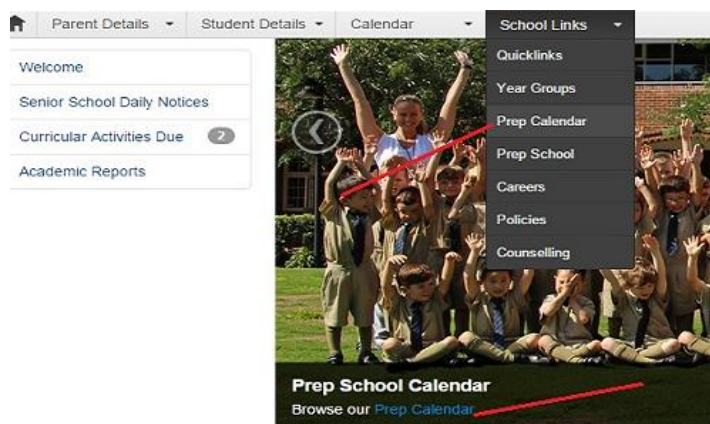 Parent Details Student Details Calendar School Links
Welcome
Senior School Daily Notices
Curricular Activities Due 2
Academic Reports
Quicklinks
Year Groups
Prep Calendar
Prep School
Careers
Policies
Counselling
Prep School Calendar
Browse our Prep Calendar